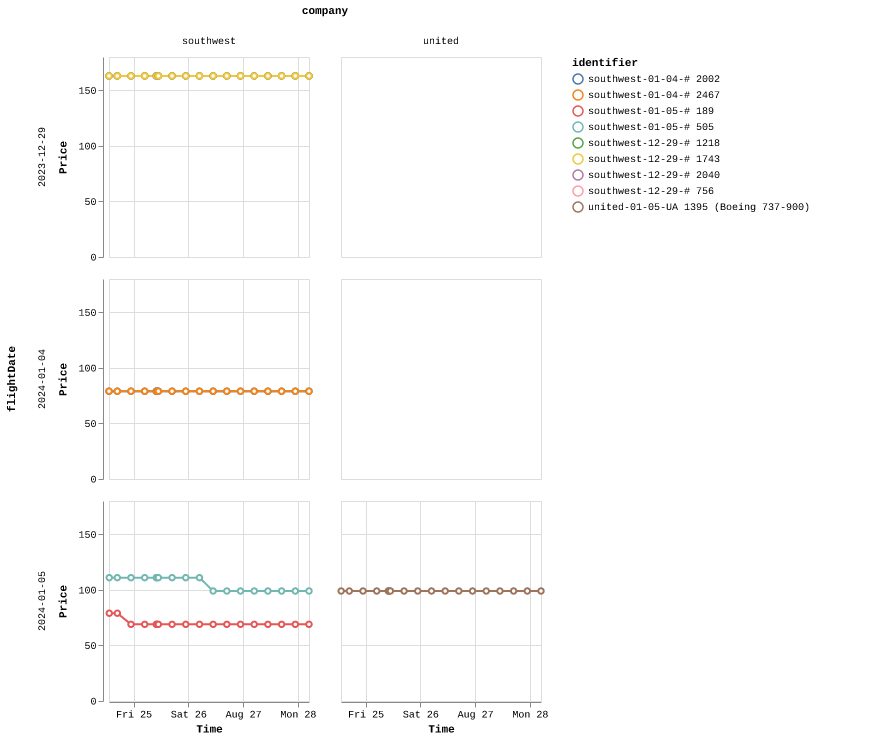 company
southwest
united
identifier
southwest-01-04-# 2002
southwest-01-04-# 2467
southwest-01-05-# 189
southwest-01-05-# 505
southwest-12-29-# 1218
southwest-12-29-# 1743
southwest-12-29-# 2040
southwest-12-29-# 756
united-01-05-UA 1395 (Boeing 737-900)
flightDate
2023-12-29
Price
150
100
50
0
2024-01-04
Price
150
100
50
0
2024-01-05
Price
150
100
50
0
Fri 25 Sat 26 Aug 27 Mon 28
Time
Fri 25 Sat 26 Aug 27 Mon 28
Time